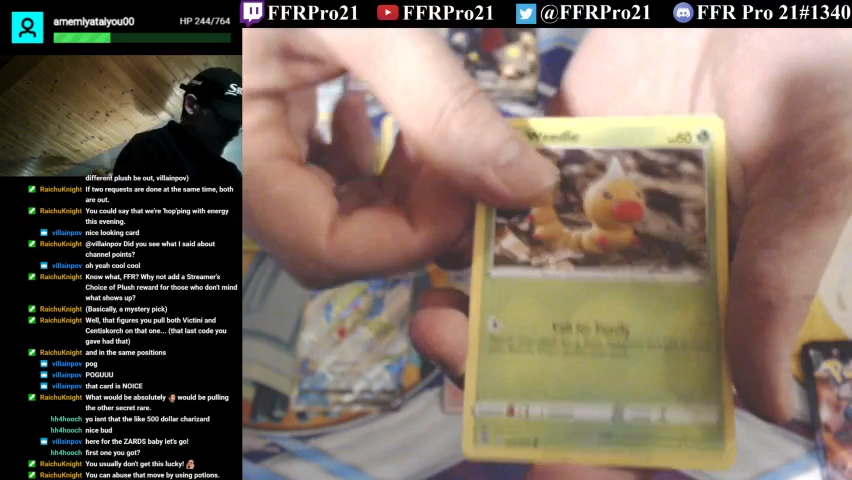 amemiyataiyou00
HP 244/764
FFRPro21
FFRPro21
@FFRPro21
FFR Pro 21#1340
different plush be out, villainpov)
RaichuKnight If two requests are done at the same time, both
are out.
RaichuKnight You could say that we're 'hop'ping with energy
this evening.
villainpov nice looking card
RaichuKnight @villainpov Did you see what I said about
channel points?
villainpov oh yeah cool cool
RaichuKnight Know what, FFR? Why not add a Streamer's
Choice of Plush reward for those who don't mind
what shows up?
RaichuKnight (Basically, a mystery pick)
RaichuKnight Well, that figures you pull both Victini and
Centiskorch on that one... (that last code you
gave had that)
RaichuKnight and in the same positions
villainpov pog
villainpov POGUUU
villainpov that card is NOICE
RaichuKnight What would be absolutely would be pulling
the other secret rare.
hh4hooch yo isnt that the like 500 dollar charizard
hh4hooch nice bud
villainpov here for the ZARDS baby let's go!
hh4hooch first one you got?
RaichuKnight You usually don't get this lucky!
RaichuKnight You can abuse that move by using potions.
Weedle